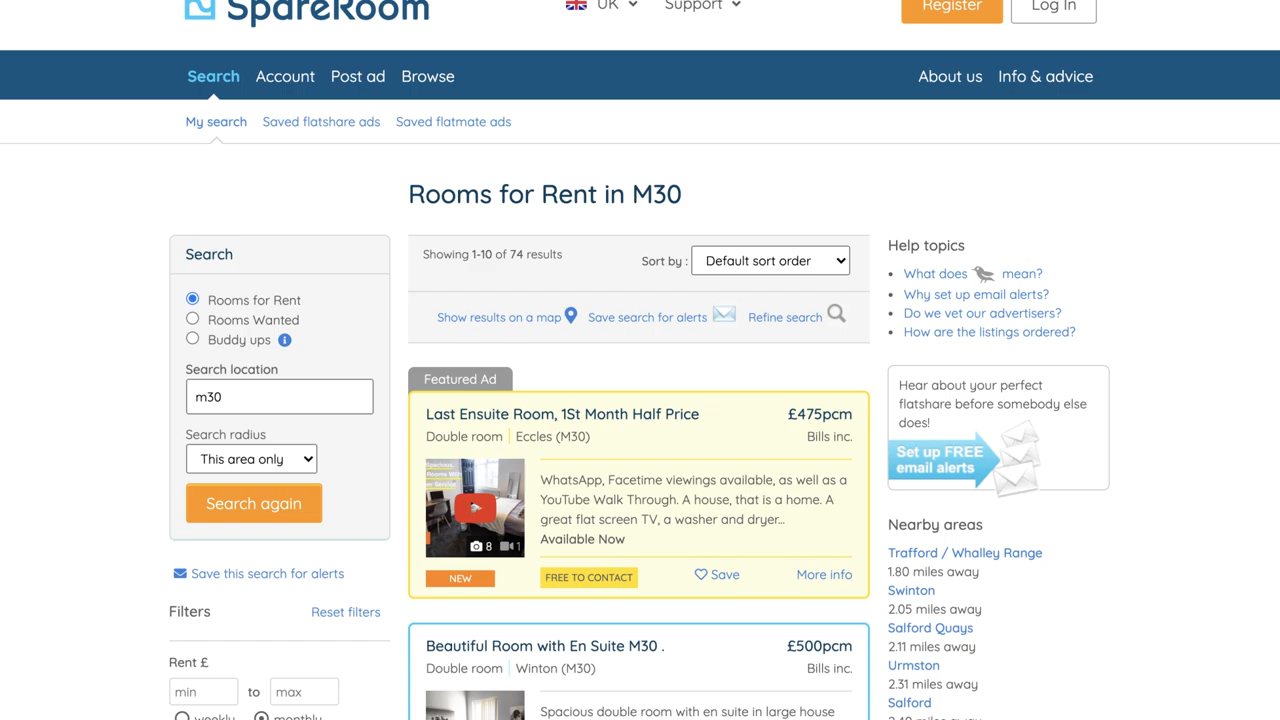 SpareRoom
UK
Support
Register
Log In
Search
Account
Post ad
Browse
About us
Info & advice
My search
Saved flatshare ads
Saved flatmate ads
Rooms for Rent in M30
Search
Rooms for Rent
Rooms Wanted
Buddy ups
Search location
m30
Search radius
This area only
Search again
Save this search for alerts
Filters
Reset filters
Rent £
min
to
max
weekly
monthly
Showing 1-10 of 74 results
Sort by :
Default sort order
Show results on a map
Save search for alerts
Refine search
Featured Ad
Last Ensuite Room, 1St Month Half Price
£475pcm
Double room
Eccles (M30)
Bills inc.
8
1
WhatsApp, Facetime viewings available, as well as a
YouTube Walk Through. A house, that is a home. A
great flat screen TV, a washer and dryer...
Available Now
NEW
FREE TO CONTACT
Save
More info
Beautiful Room with En Suite M30 .
£500pcm
Double room
Winton (M30)
Bills inc.
Spacious double room with en suite in large house
Help topics
What does mean?
Why set up email alerts?
Do we vet our advertisers?
How are the listings ordered?
Hear about your perfect
flatshare before somebody else
does!
Set up FREE
email alerts
Nearby areas
Trafford / Whalley Range
1.80 miles away
Swinton
2.05 miles away
Salford Quays
2.11 miles away
Urmston
2.31 miles away
Salford